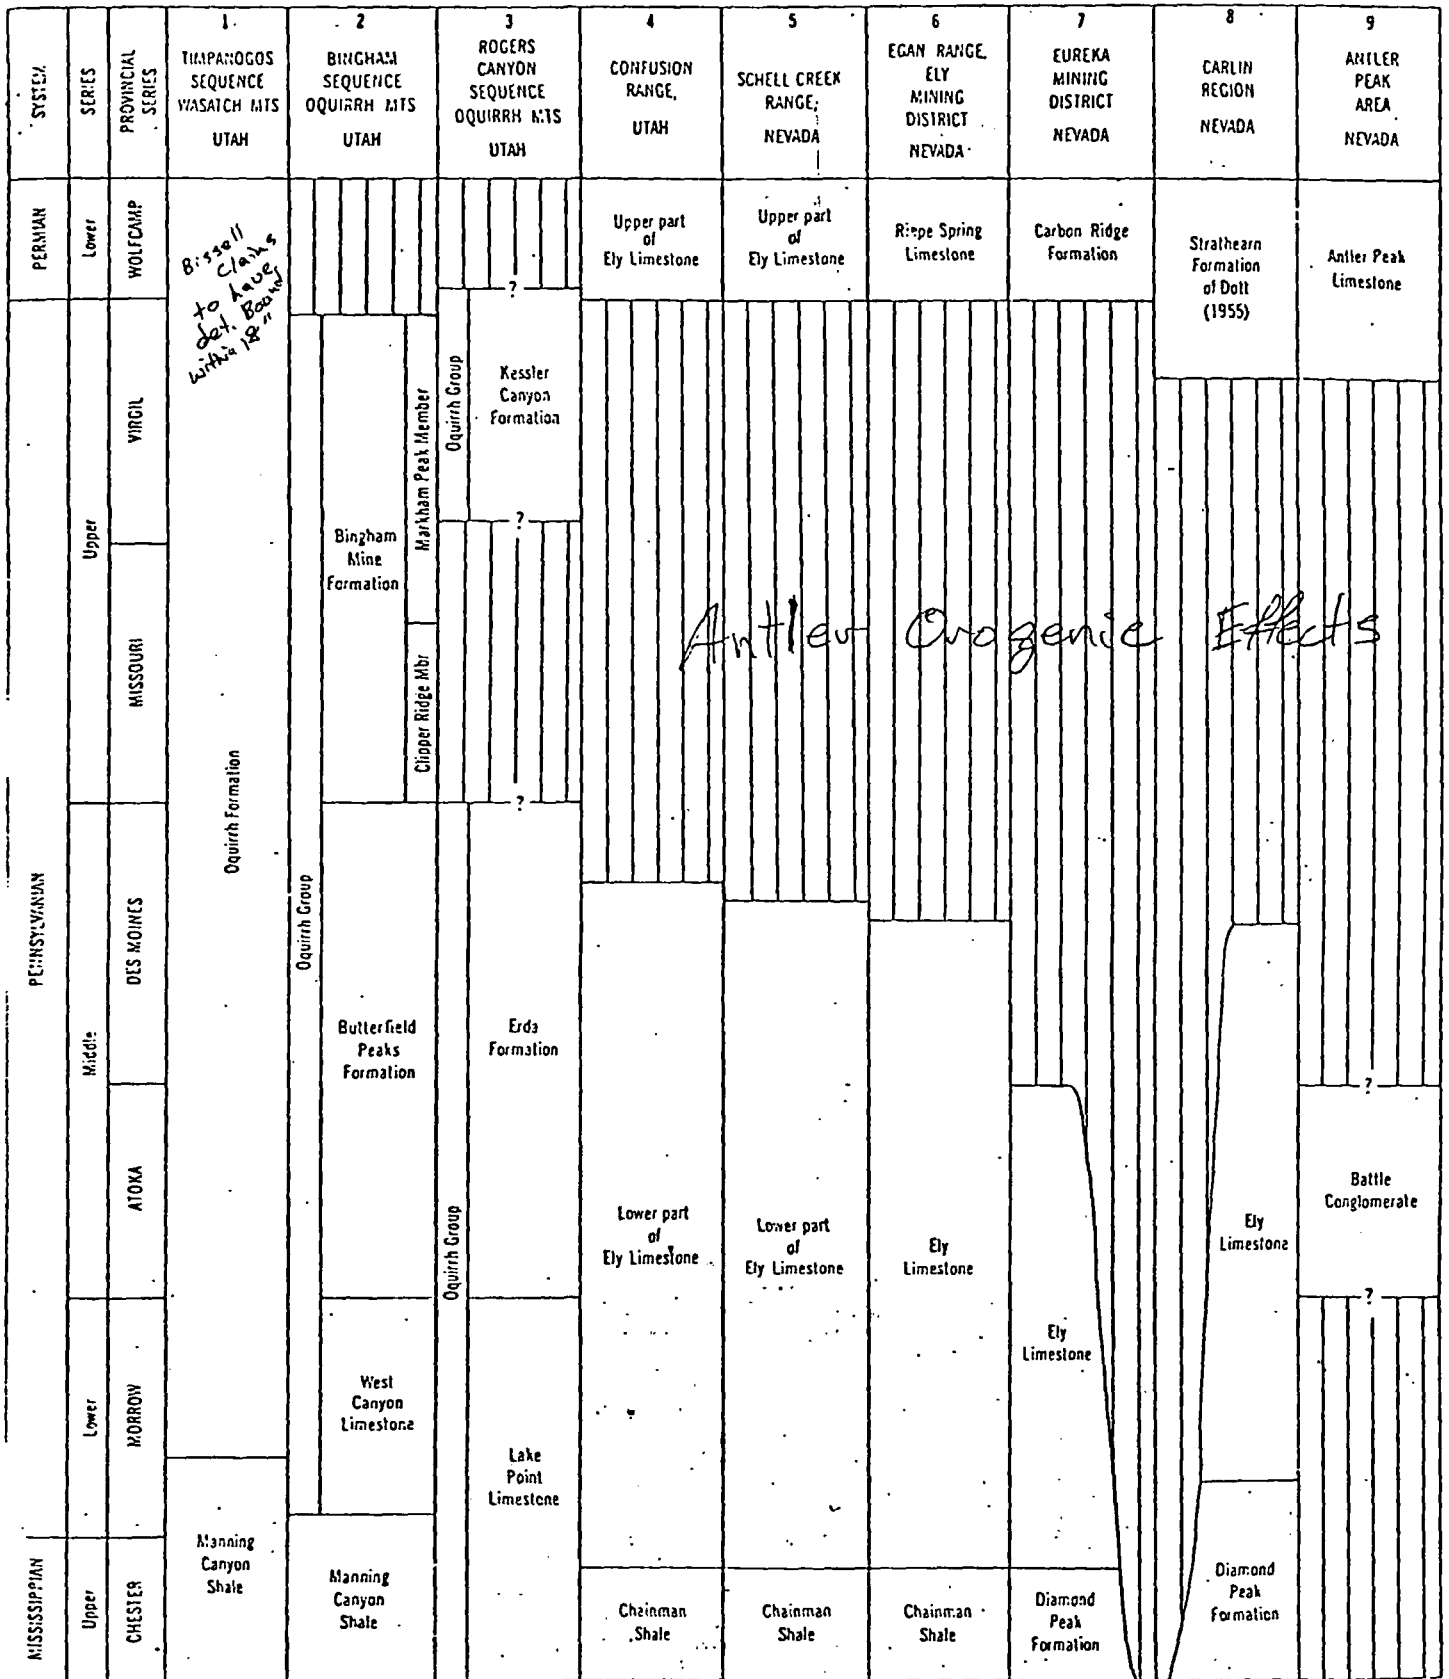 SYSTEM
SERIES
PROVINCIAL
SERIES
1
TIMPANOGOS
SEQUENCE
WASATCH MTS
UTAH
2
BINGHAM
SEQUENCE
OQUIRRH MTS
UTAH
3
ROGERS
CANYON
SEQUENCE
OQUIRRH MTS
UTAH
4
CONFUSION
RANGE,
UTAH
5
SCHELL CREEK
RANGE,
NEVADA
6
EGAN RANGE,
ELY
MINING
DISTRICT
NEVADA
7
EUREKA
MINING
DISTRICT
NEVADA
8
CARLIN
REGION
NEVADA
9
ANTLER
PEAK
AREA
NEVADA
PERMIAN
Lower
WOLFCAMP
PENNSYLVANIAN
Upper
VIRGIL
MISSOURI
Middle
DES MOINES
ATOKA
Lower
MORROW
MISSISSIPPIAN
Upper
CHESTER
Bissell
Claims
to have
det. Bound
within 18"
Oquirrh Formation
Manning
Canyon
Shale
Oquirrh Group
Bingham
Mine
Formation
Markham Peak Member
Clipper Ridge Mbr
Butterfield
Peaks
Formation
West
Canyon
Limestone
Manning
Canyon
Shale
?
Oquirrh Group
Kessler
Canyon
Formation
?
?
Erda
Formation
Oquirrh Group
Lake
Point
Limestone
Upper part
of
Ely Limestone
Lower part
of
Ely Limestone
Chainman
Shale
Upper part
of
Ely Limestone
Lower part
of
Ely Limestone
Chainman
Shale
Riepe Spring
Limestone
Ely
Limestone
Chainman
Shale
Carbon Ridge
Formation
Ely
Limestone
Diamond
Peak
Formation
Strathearn
Formation
of Dott
(1955)
Ely
Limestone
Diamond
Peak
Formation
Antler Peak
Limestone
?
Battle
Conglomerate
?
Antler Orogenic Effects